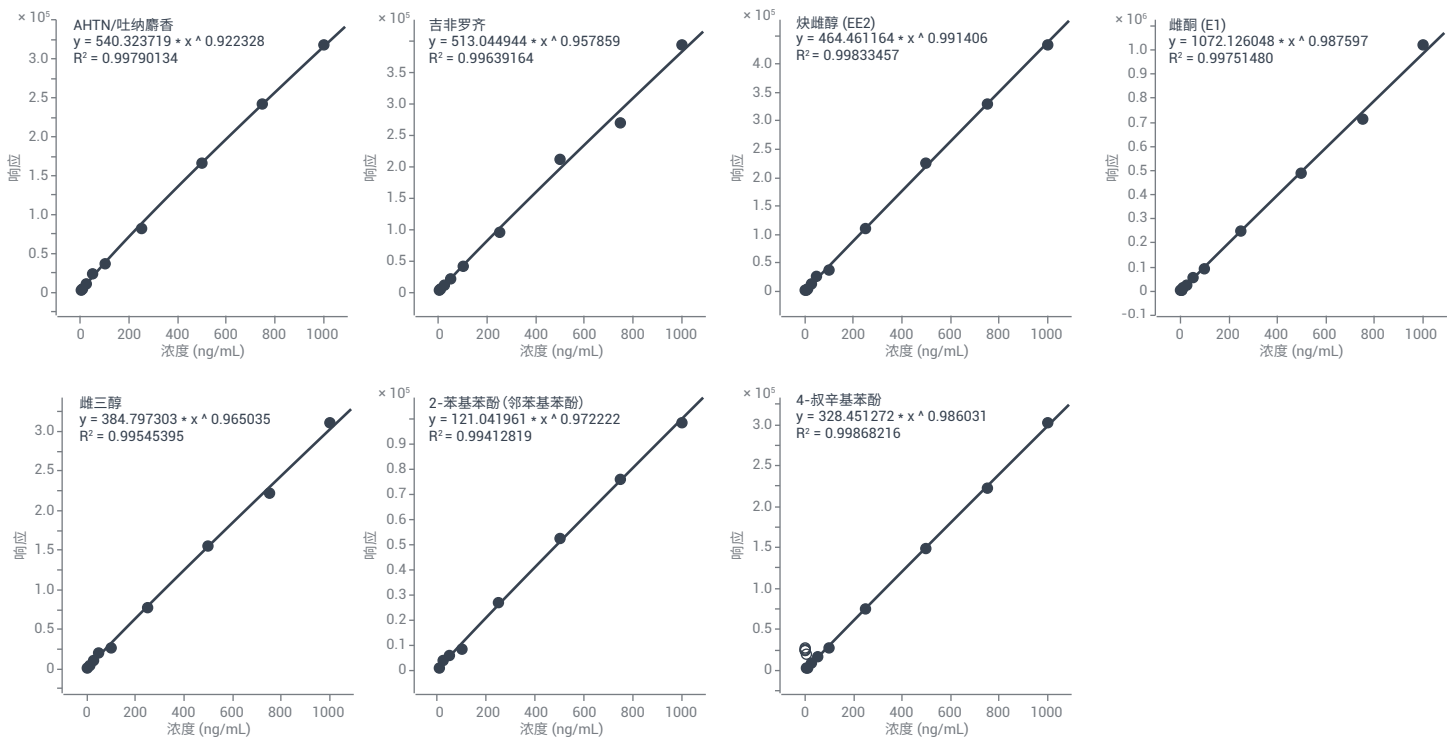 × 10⁵
AHTN/吐纳麝香
y = 540.323719 * x ^ 0.922328
R² = 0.99790134
3.0
2.5
2.0
1.5
1.0
0.5
0
响应
0 200 400 600 800 1000
浓度 (ng/mL)
× 10⁵
吉非罗齐
y = 513.044944 * x ^ 0.957859
R² = 0.99639164
3.5
3.0
2.5
2.0
1.5
1.0
0.5
0
响应
0 200 400 600 800 1000
浓度 (ng/mL)
× 10⁵
炔雌醇 (EE2)
y = 464.461164 * x ^ 0.991406
R² = 0.99833457
4.0
3.5
3.0
2.5
2.0
1.5
1.0
0.5
0
响应
0 200 400 600 800 1000
浓度 (ng/mL)
× 10⁶
雌酮 (E1)
y = 1072.126048 * x ^ 0.987597
R² = 0.99751480
1.0
0.9
0.8
0.7
0.6
0.5
0.4
0.3
0.2
0.1
0
-0.1
响应
0 200 400 600 800 1000
浓度 (ng/mL)
雌三醇
y = 384.797303 * x ^ 0.965035
R² = 0.99545395
3.0
2.5
2.0
1.5
1.0
0.5
0
响应
0 200 400 600 800 1000
浓度 (ng/mL)
× 10⁵
2-苯基苯酚（邻苯基苯酚）
y = 121.041961 * x ^ 0.972222
R² = 0.99412819
0.9
0.8
0.7
0.6
0.5
0.4
0.3
0.2
0.1
0
响应
0 200 400 600 800 1000
浓度 (ng/mL)
× 10⁵
4-叔辛基苯酚
y = 328.451272 * x ^ 0.986031
R² = 0.99868216
3.0
2.5
2.0
1.5
1.0
0.5
0
响应
0 200 400 600 800 1000
浓度 (ng/mL)